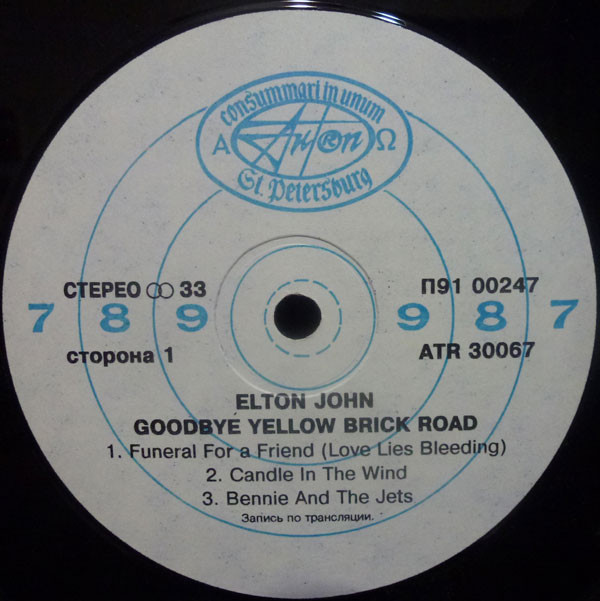 consummari in unum
Α AnTrop Ω
St. Petersburg
СТЕРЕО 33
П91 00247
7 8 9 9 8 7
сторона 1
ATR 30067
ELTON JOHN
GOODBYE YELLOW BRICK ROAD
1. Funeral For a Friend (Love Lies Bleeding)
2. Candle In The Wind
3. Bennie And The Jets
Запись по трансляции.